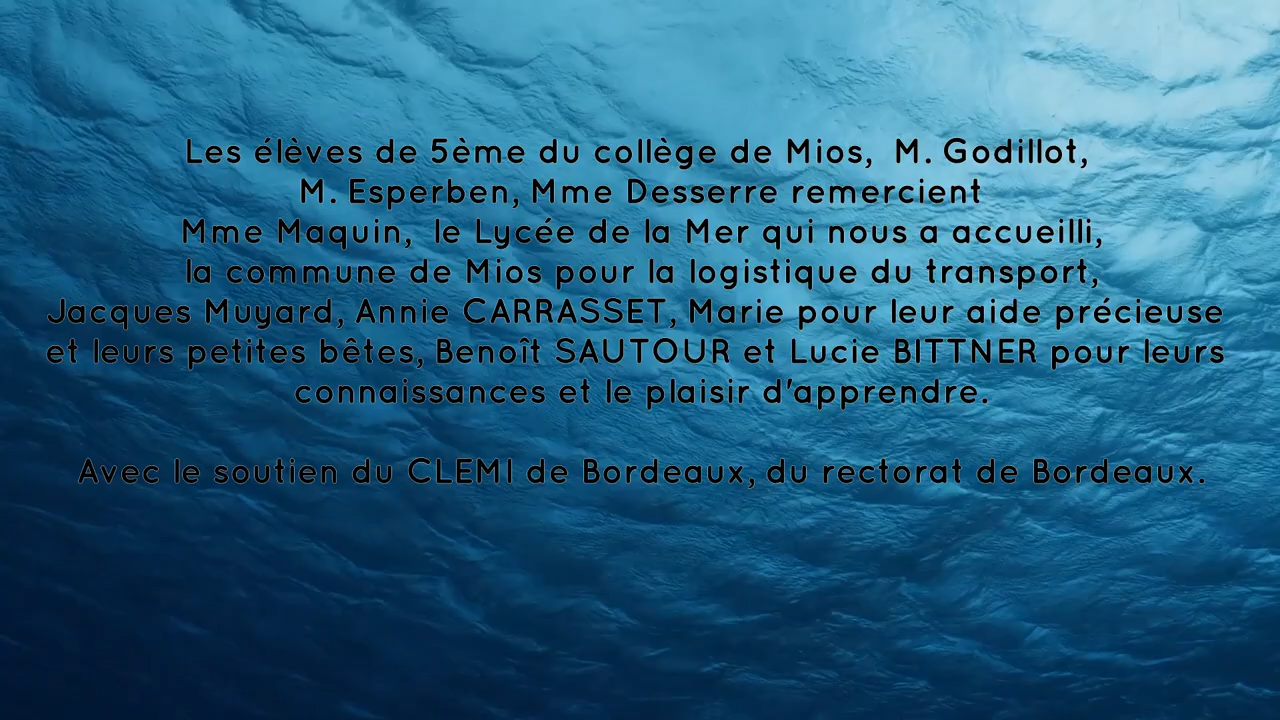 Les élèves de 5ème du collège de Mios,  M. Godillot,
M. Esperben, Mme Desserre remercient
Mme Maquin,  le Lycée de la Mer qui nous a accueilli,
la commune de Mios pour la logistique du transport,
Jacques Muyard, Annie CARRASSET, Marie pour leur aide précieuse
et leurs petites bêtes, Benoît SAUTOUR et Lucie BITTNER pour leurs
connaissances et le plaisir d'apprendre.
Avec le soutien du CLEMI de Bordeaux, du rectorat de Bordeaux.